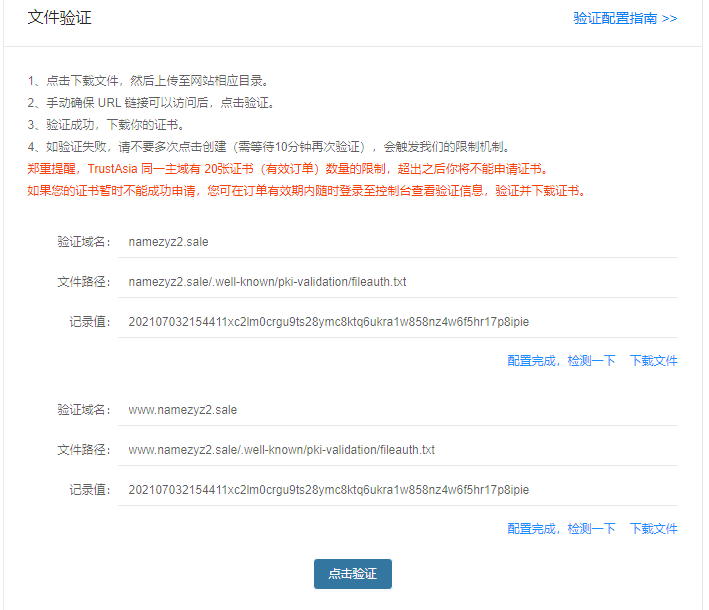 文件验证
验证配置指南 >>
1、点击下载文件，然后上传至网站相应目录。
2、手动确保 URL 链接可以访问后，点击验证。
3、验证成功，下载你的证书。
4、如验证失败，请不要多次点击创建（需等待10分钟再次验证），会触发我们的限制机制。
郑重提醒，TrustAsia 同一主域有 20张证书（有效订单）数量的限制，超出之后你将不能申请证书。
如果您的证书暂时不能成功申请，您可在订单有效期内随时登录至控制台查看验证信息，验证并下载证书。
验证域名： namezyz2.sale
文件路径： namezyz2.sale/.well-known/pki-validation/fileauth.txt
记录值： 202107032154411xc2lm0crgu9ts28ymc8ktq6ukra1w858nz4w6f5hr17p8ipie
配置完成，检测一下 下载文件
验证域名： www.namezyz2.sale
文件路径： www.namezyz2.sale/.well-known/pki-validation/fileauth.txt
记录值： 202107032154411xc2lm0crgu9ts28ymc8ktq6ukra1w858nz4w6f5hr17p8ipie
配置完成，检测一下 下载文件
点击验证